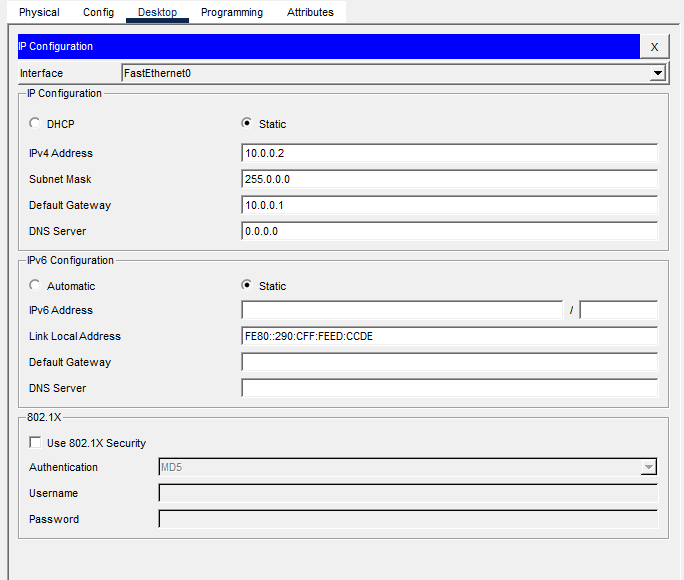 Physical Config Desktop Programming Attributes
IP Configuration X
Interface FastEthernet0
IP Configuration
DHCP Static
IPv4 Address 10.0.0.2
Subnet Mask 255.0.0.0
Default Gateway 10.0.0.1
DNS Server 0.0.0.0
IPv6 Configuration
Automatic Static
IPv6 Address /
Link Local Address FE80::290:CFF:FEED:CCDE
Default Gateway
DNS Server
802.1X
Use 802.1X Security
Authentication MD5
Username
Password